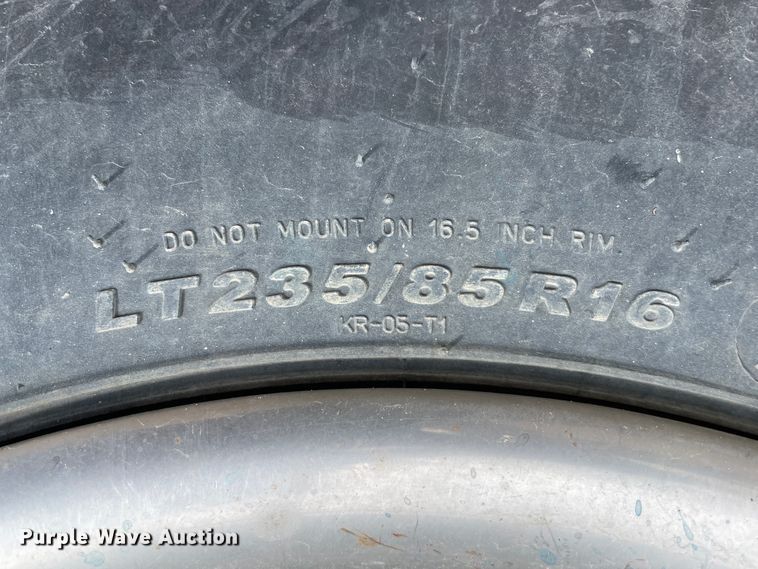 DO NOT MOUNT ON 16.5 INCH RIM
LT235/85R16
KR-05-T1
Purple Wave Auction